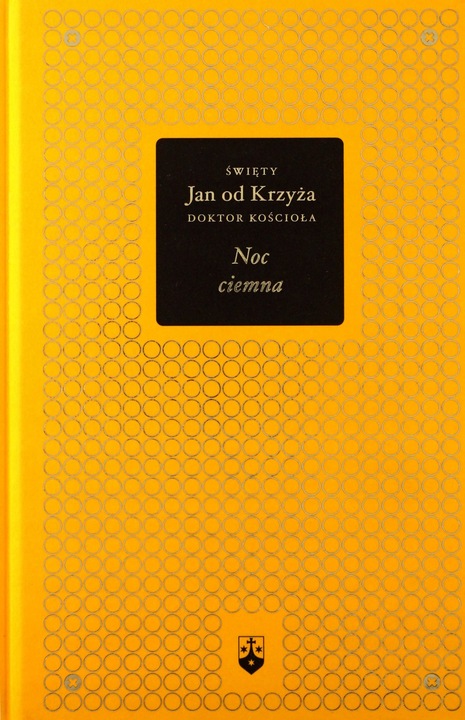 ŚWIĘTY
Jan od Krzyża
DOKTOR KOŚCIOŁA
Noc
ciemna